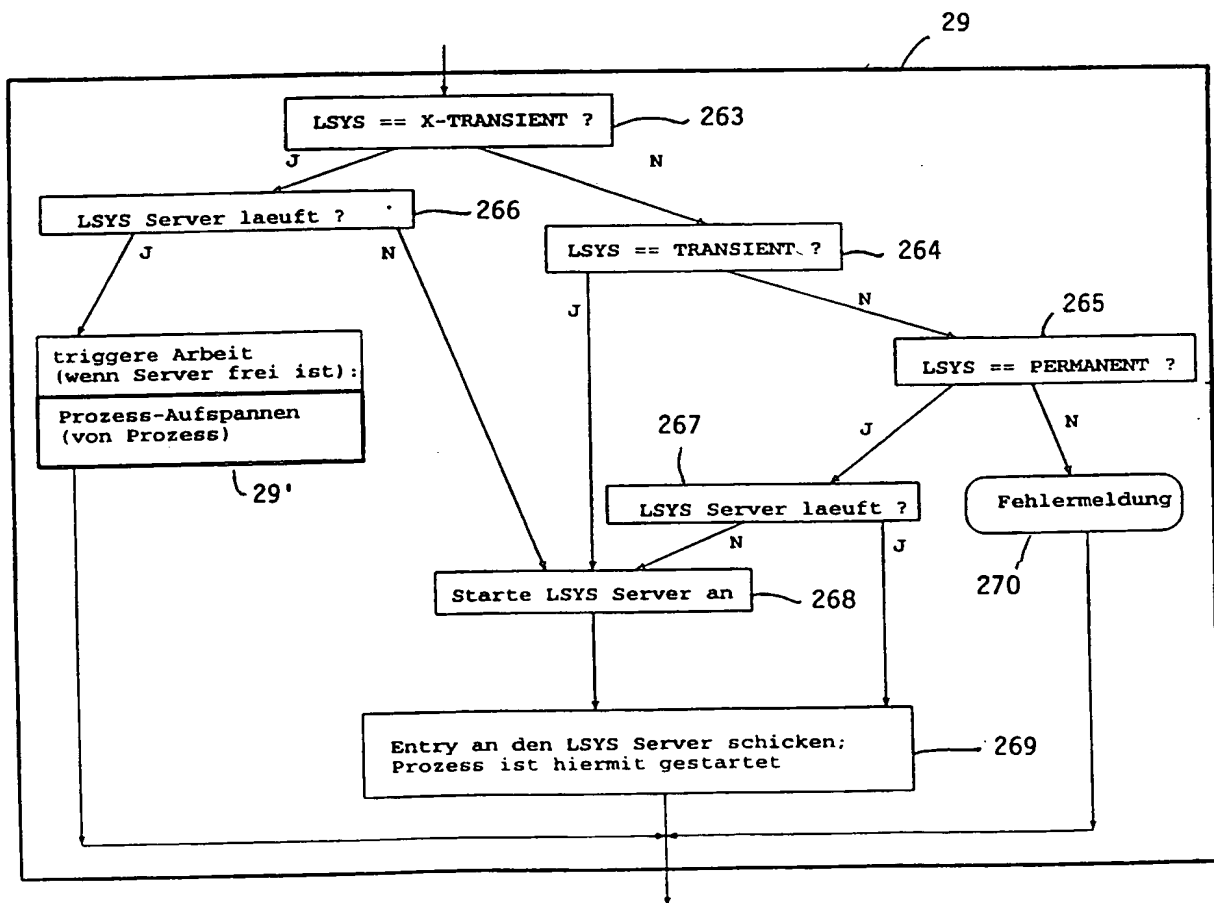 29
LSYS == X-TRANSIENT ?
263
J
N
LSYS Server laeuft ?
266
J
N
LSYS == TRANSIENT ?
264
J
N
265
LSYS == PERMANENT ?
triggere Arbeit
(wenn Server frei ist):
Prozess-Aufspannen
(von Prozess)
29'
267
J
N
LSYS Server laeuft ?
N
J
Fehlermeldung
270
Starte LSYS Server an
268
Entry an den LSYS Server schicken;
Prozess ist hiermit gestartet
269